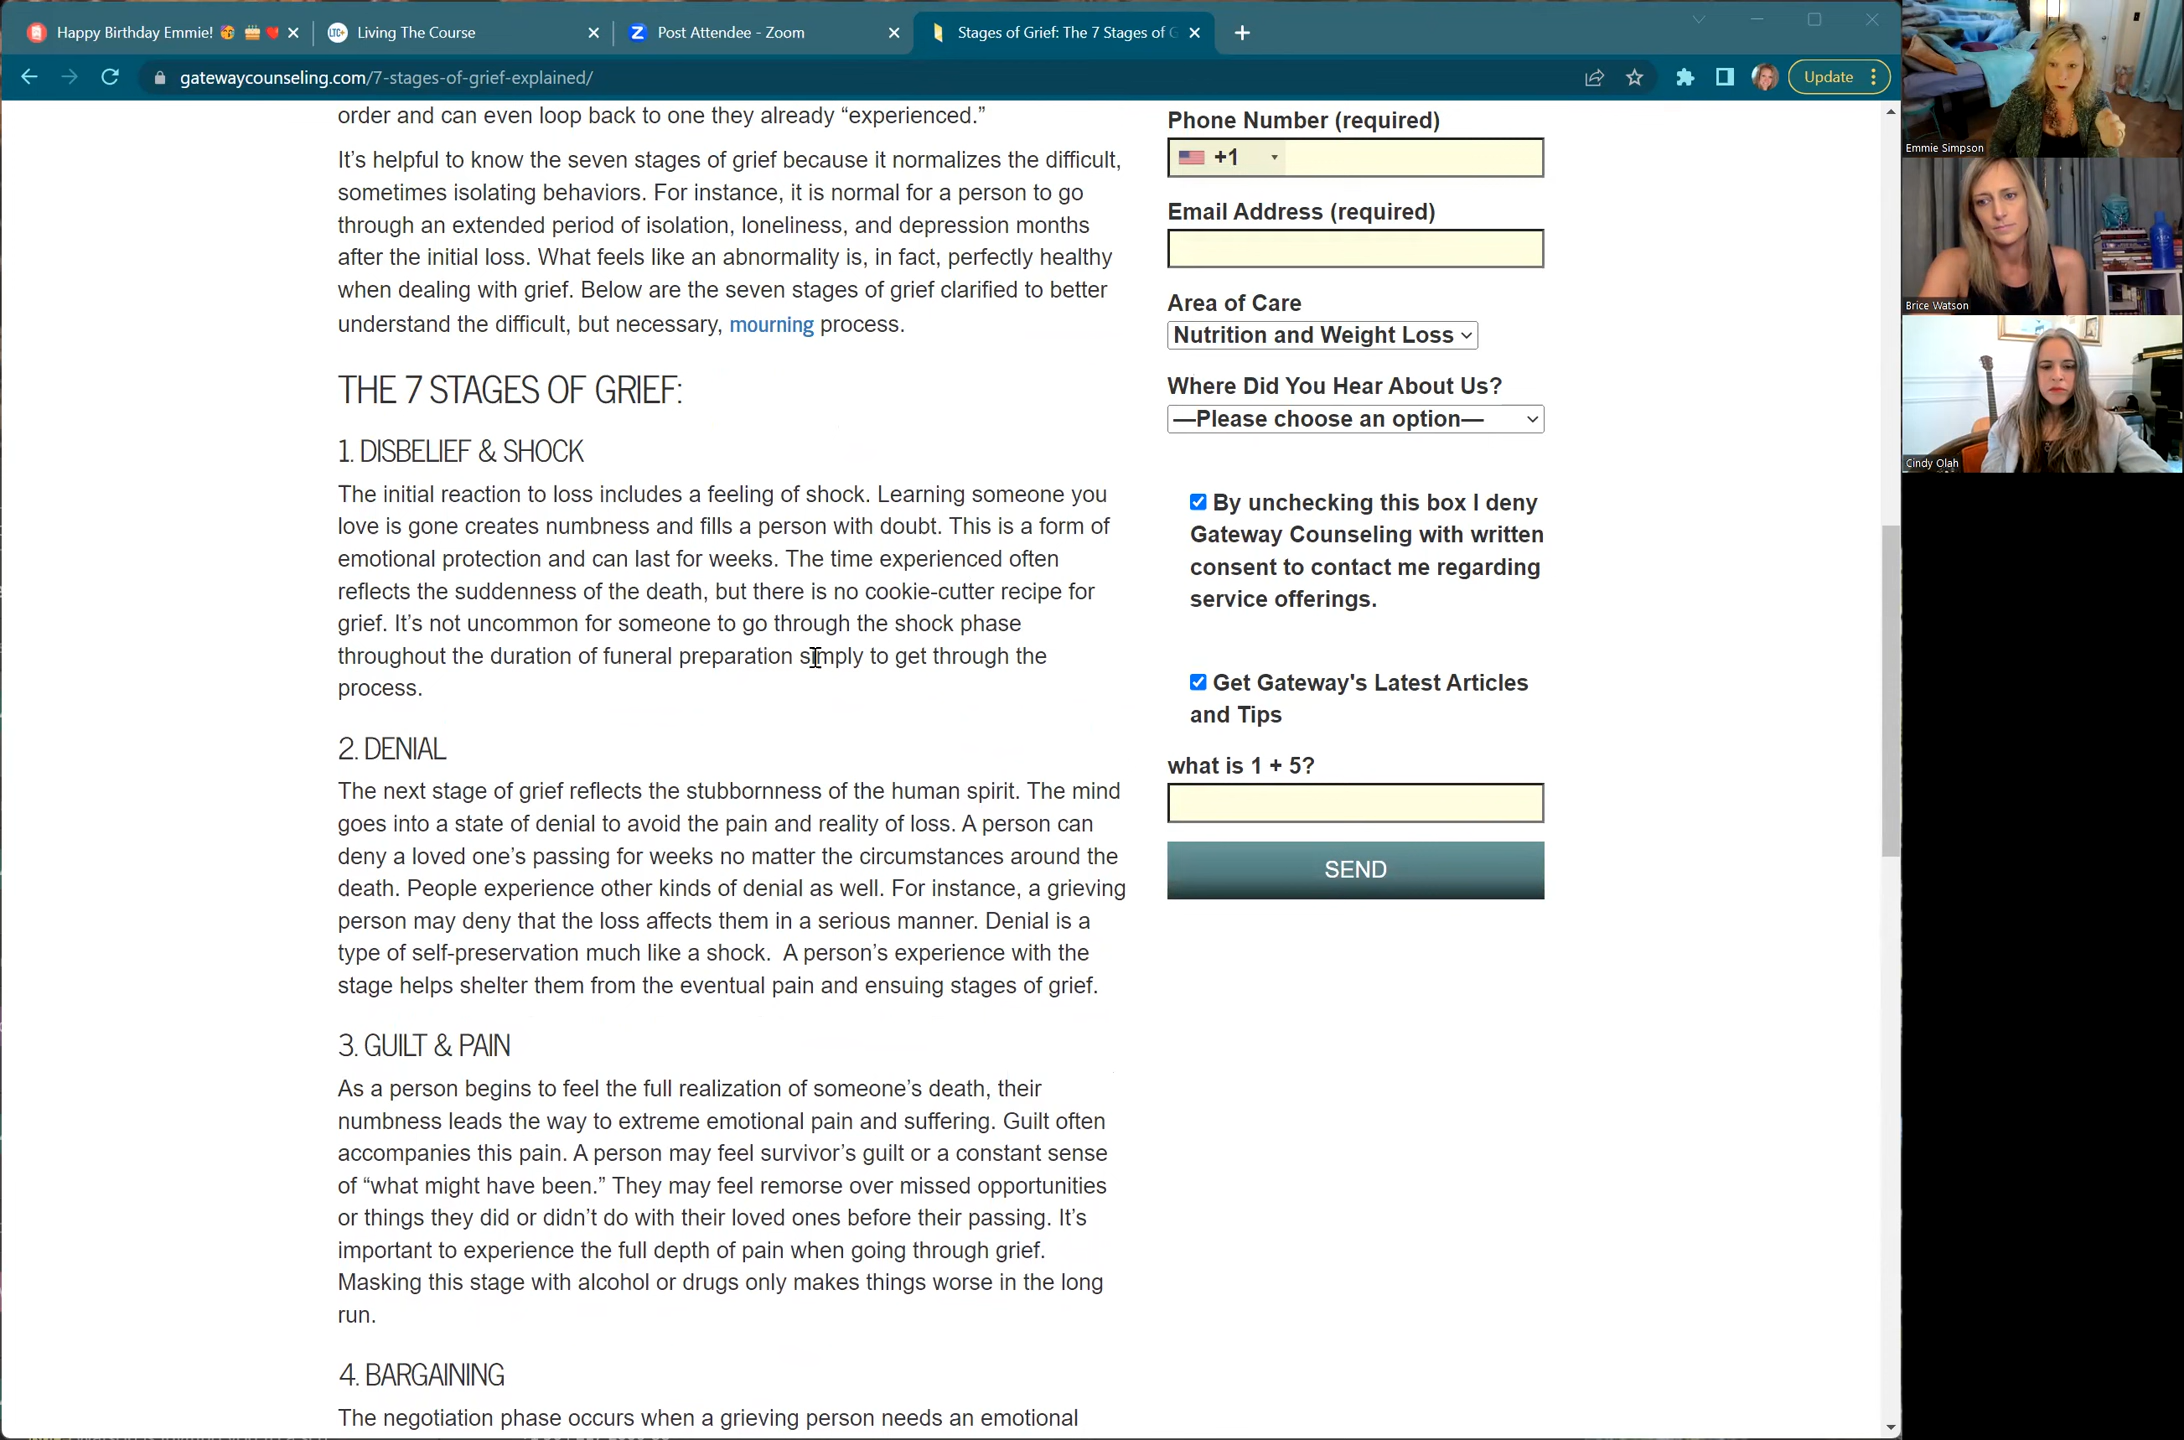 Happy Birthday Emmie! 🥳 🎂 ❤️
Living The Course
Post Attendee - Zoom
Stages of Grief: The 7 Stages of G
gatewaycounseling.com/7-stages-of-grief-explained/
Update
order and can even loop back to one they already “experienced.”
It’s helpful to know the seven stages of grief because it normalizes the difficult,
sometimes isolating behaviors. For instance, it is normal for a person to go
through an extended period of isolation, loneliness, and depression months
after the initial loss. What feels like an abnormality is, in fact, perfectly healthy
when dealing with grief. Below are the seven stages of grief clarified to better
understand the difficult, but necessary, mourning process.
THE 7 STAGES OF GRIEF:
1. DISBELIEF & SHOCK
The initial reaction to loss includes a feeling of shock. Learning someone you
love is gone creates numbness and fills a person with doubt. This is a form of
emotional protection and can last for weeks. The time experienced often
reflects the suddenness of the death, but there is no cookie-cutter recipe for
grief. It’s not uncommon for someone to go through the shock phase
throughout the duration of funeral preparation simply to get through the
process.
2. DENIAL
The next stage of grief reflects the stubbornness of the human spirit. The mind
goes into a state of denial to avoid the pain and reality of loss. A person can
deny a loved one’s passing for weeks no matter the circumstances around the
death. People experience other kinds of denial as well. For instance, a grieving
person may deny that the loss affects them in a serious manner. Denial is a
type of self-preservation much like a shock.  A person’s experience with the
stage helps shelter them from the eventual pain and ensuing stages of grief.
3. GUILT & PAIN
As a person begins to feel the full realization of someone’s death, their
numbness leads the way to extreme emotional pain and suffering. Guilt often
accompanies this pain. A person may feel survivor’s guilt or a constant sense
of “what might have been.” They may feel remorse over missed opportunities
or things they did or didn’t do with their loved ones before their passing. It’s
important to experience the full depth of pain when going through grief.
Masking this stage with alcohol or drugs only makes things worse in the long
run.
4. BARGAINING
The negotiation phase occurs when a grieving person needs an emotional
Phone Number (required)
+1
Email Address (required)
Area of Care
Nutrition and Weight Loss
Where Did You Hear About Us?
—Please choose an option—
By unchecking this box I deny
Gateway Counseling with written
consent to contact me regarding
service offerings.
Get Gateway's Latest Articles
and Tips
what is 1 + 5?
SEND
Emmie Simpson
Brice Watson
Cindy Olah